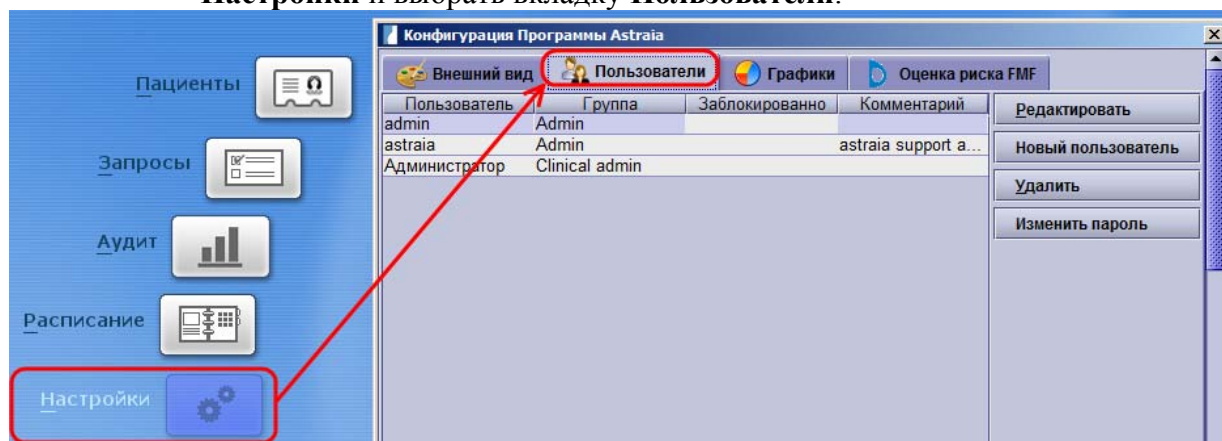 Настройки и выбрать вкладку Пользователи.
Пациенты
Запросы
Аудит
Расписание
Настройки
Конфигурация Программы Astraia
Внешний вид Пользователи Графики Оценка риска FMF
Пользователь Группа Заблокированно Комментарий
admin Admin
astraia Admin astraia support a...
Администратор Clinical admin
Редактировать
Новый пользователь
Удалить
Изменить пароль